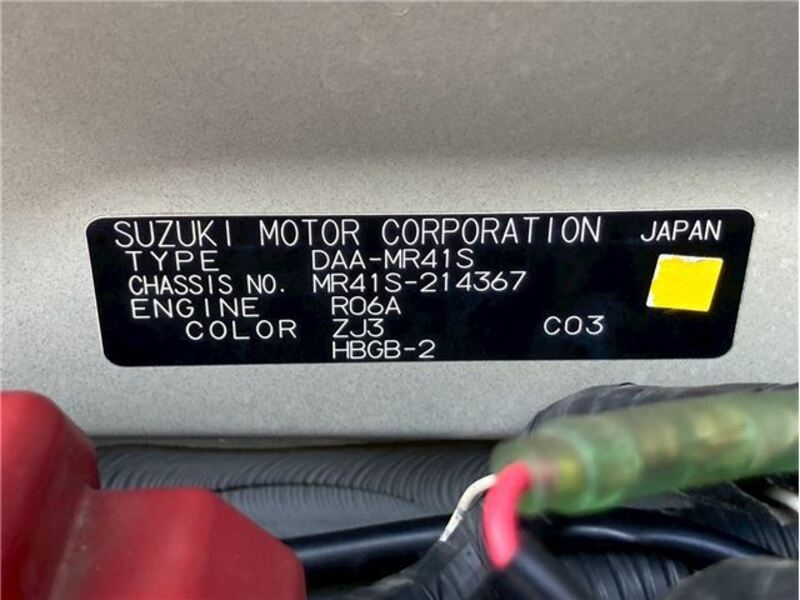 SUZUKI MOTOR CORPORATION JAPAN
TYPE DAA-MR41S
CHASSIS NO. MR41S-214367
ENGINE R06A
COLOR ZJ3 C03
HBGB-2